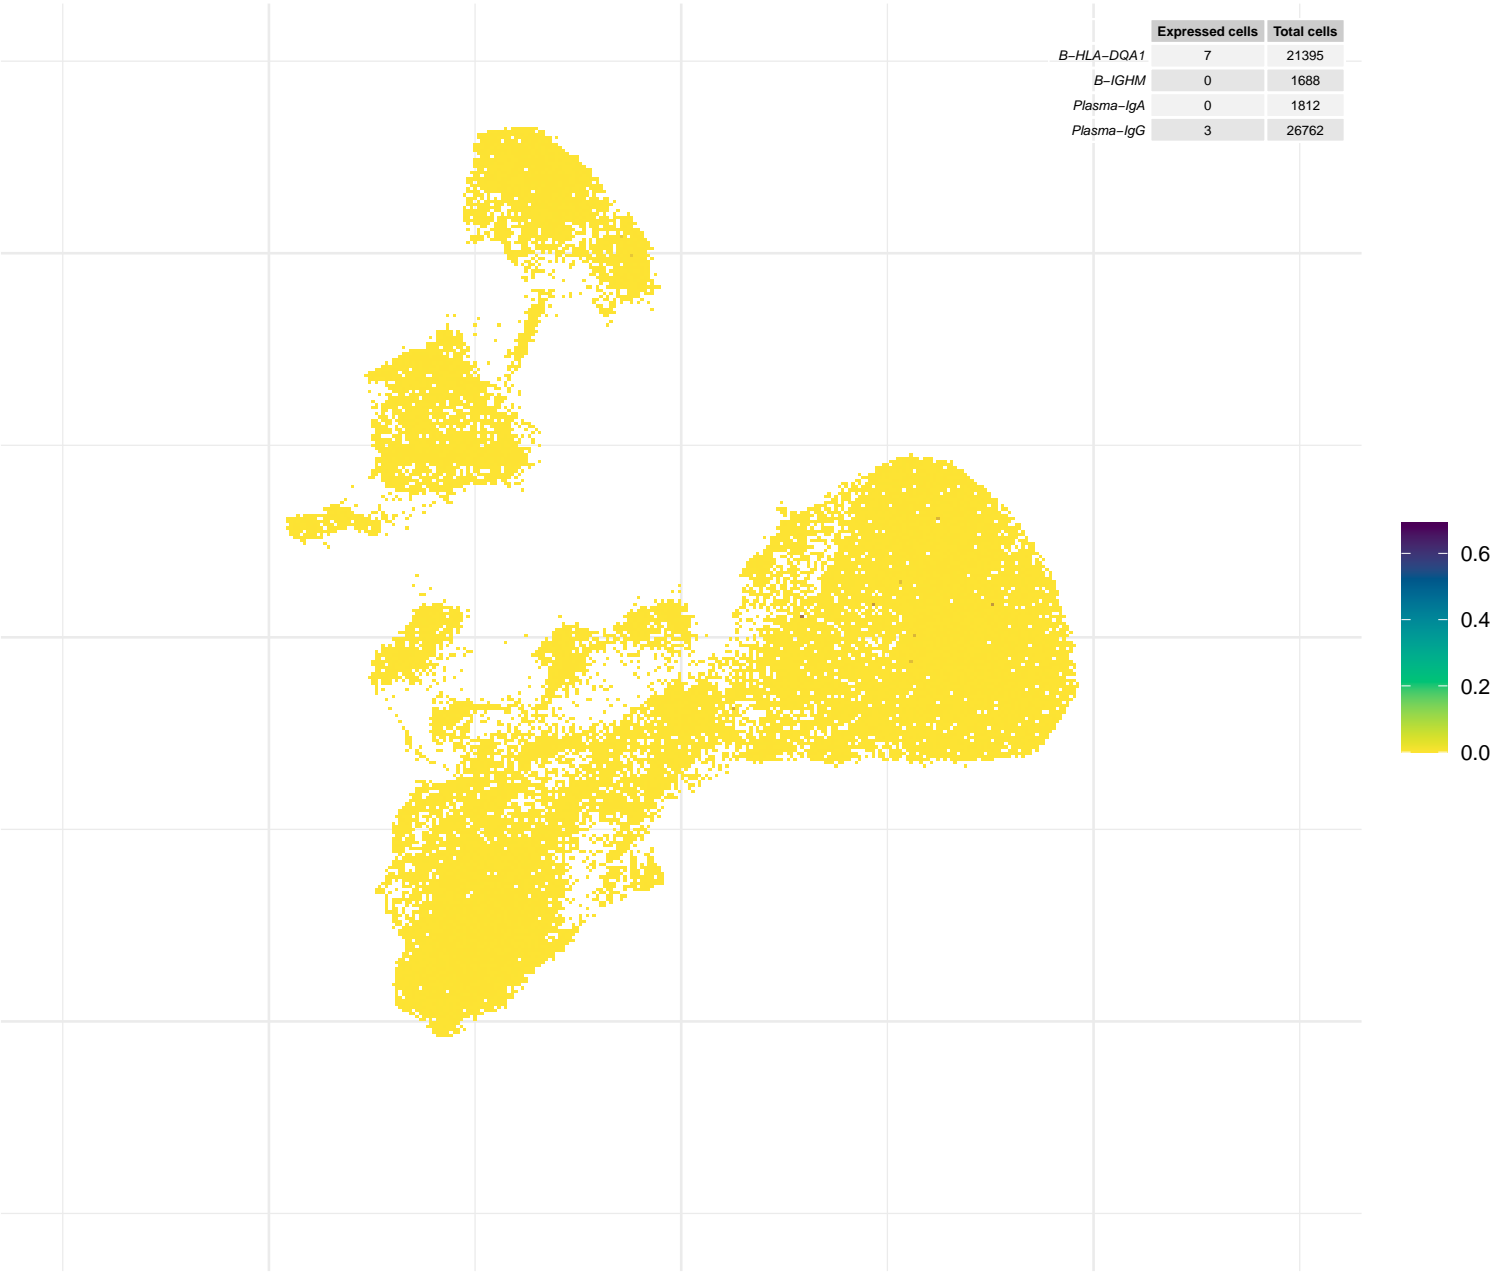 Expressed cells Total cells
B−HLA−DQA1 7 21395
B−IGHM 0 1688
Plasma−IgA 0 1812
Plasma−IgG 3 26762
0.6
0.4
0.2
0.0